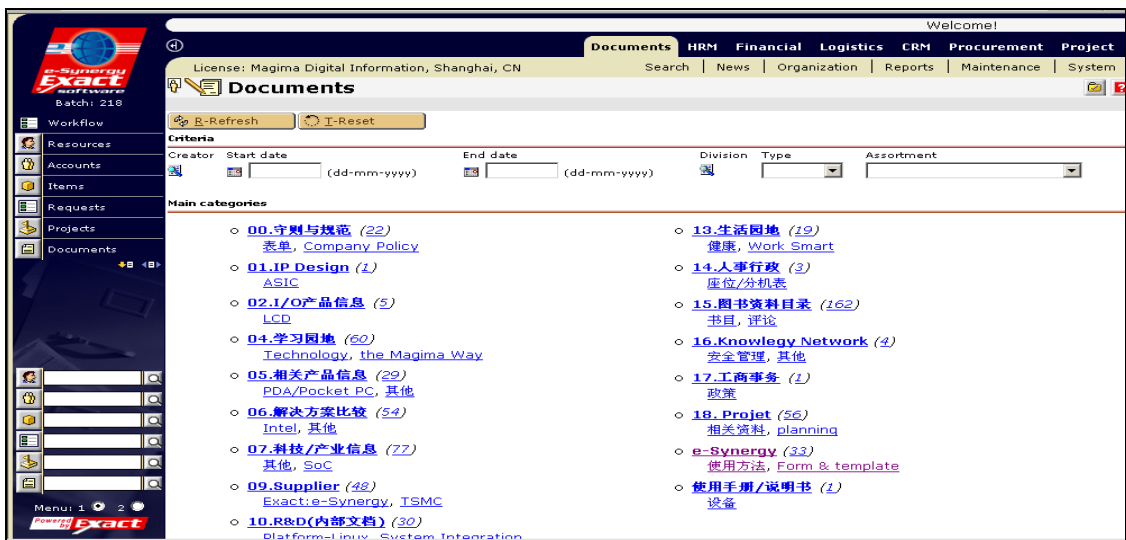 Welcome!
Documents HRM Financial Logistics CRM Procurement Project
License: Magima Digital Information, Shanghai, CN
Search | News | Organization | Reports | Maintenance | System
e-Synergy
Exact
software
Batch: 218
Documents
Workflow
Resources
Accounts
Items
Requests
Projects
Documents
R-Refresh
I-Reset
Criteria
Creator Start date End date Division Type Assortment
(dd-mm-yyyy) (dd-mm-yyyy)
Main categories
00.守则与规范 (22)
表单, Company Policy
01.IP Design (1)
ASIC
02.I/O产品信息 (5)
LCD
04.学习园地 (60)
Technology, the Magima Way
05.相关产品信息 (29)
PDA/Pocket PC, 其他
06.解决方案比较 (54)
Intel, 其他
07.科技/产业信息 (77)
其他, SoC
09.Supplier (48)
Exact:e-Synergy, TSMC
10.R&D(内部文档) (30)
Platform-Linux, System Integration
13.生活园地 (19)
健康, Work Smart
14.人事行政 (3)
座位/分机表
15.图书资料目录 (162)
书目, 评论
16.Knowlegy Network (4)
安全管理, 其他
17.工商事务 (1)
政策
18. Projet (56)
相关资料, planning
e-Synergy (33)
使用方法, Form & template
使用手册/说明书 (1)
设备
Menu: 1 2
Powered by Exact